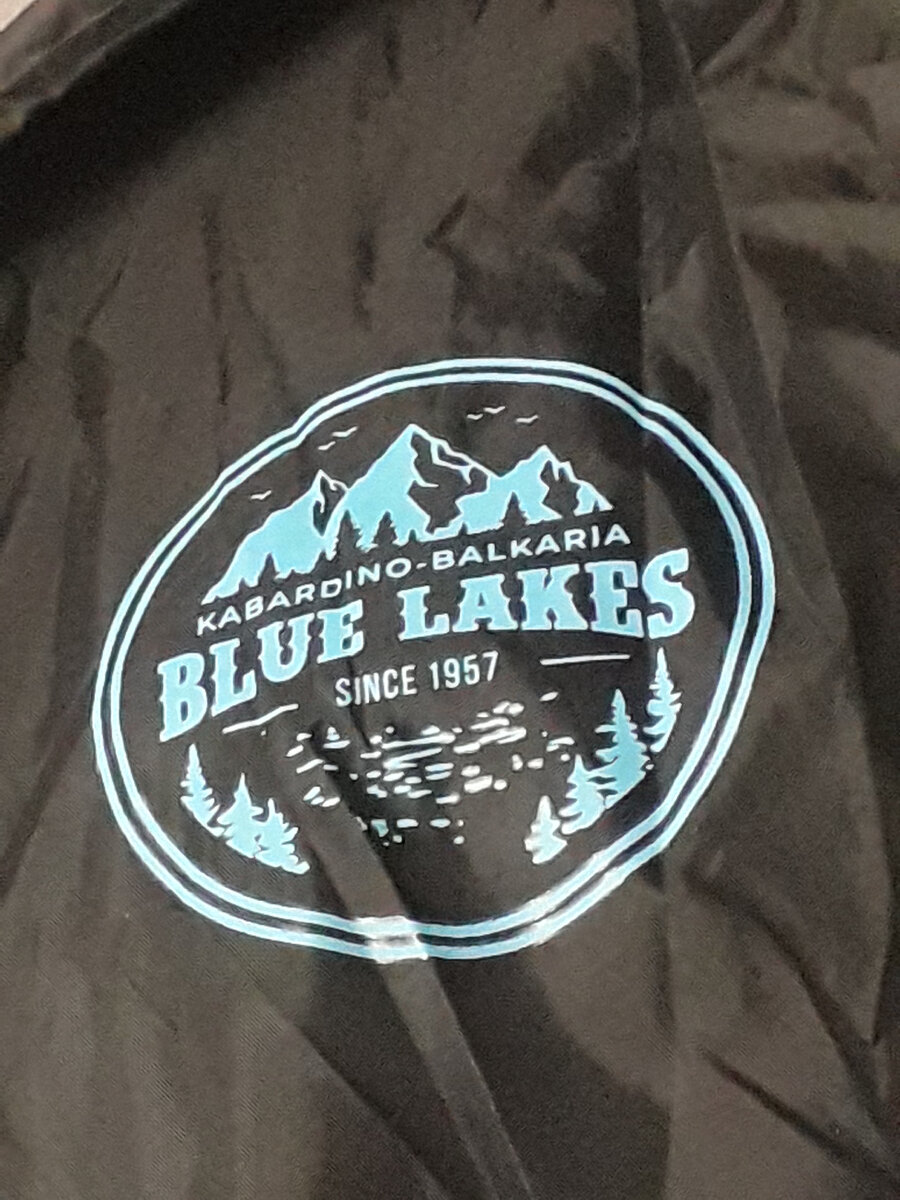 KABARDINO-BALKARIA
BLUE LAKES
SINCE 1957